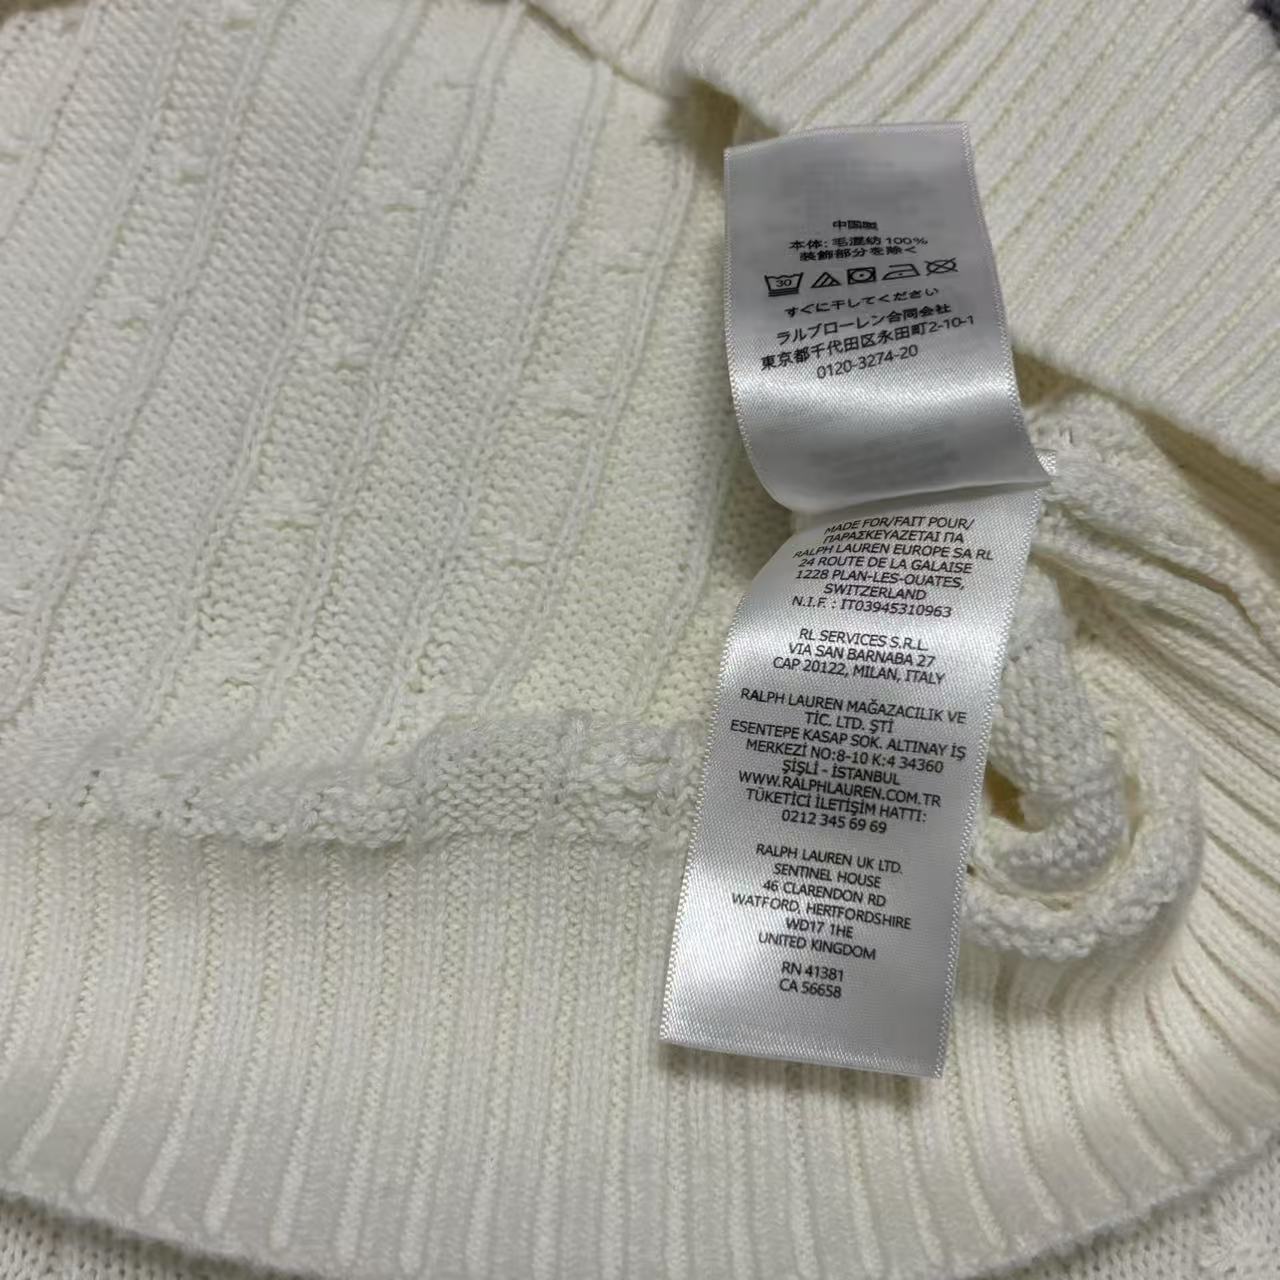 中国製
本体: 毛混紡 100%
装飾部分を除く
30
すぐに干してください
ラルフローレン合同会社
東京都千代田区永田町2-10-1
0120-3274-20
MADE FOR/FAIT POUR/
ΠΑΡΑΣΚΕΥΑΖΕΤΑΙ ΓΙΑ
RALPH LAUREN EUROPE SA RL
24 ROUTE DE LA GALAISE
1228 PLAN-LES-OUATES,
SWITZERLAND
N.I.F. : IT03945310963
RL SERVICES S.R.L.
VIA SAN BARNABA 27
CAP 20122, MILAN, ITALY
RALPH LAUREN MAĞAZACILIK VE
TİC. LTD. ŞTİ
ESENTEPE KASAP SOK. ALTINAY İŞ
MERKEZİ NO:8-10 K:4 34360
ŞİŞLİ - İSTANBUL
WWW.RALPHLAUREN.COM.TR
TÜKETİCİ İLETİŞİM HATTI:
0212 345 69 69
RALPH LAUREN UK LTD.
SENTINEL HOUSE
46 CLARENDON RD
WATFORD, HERTFORDSHIRE
WD17 1HE
UNITED KINGDOM
RN 41381
CA 56658